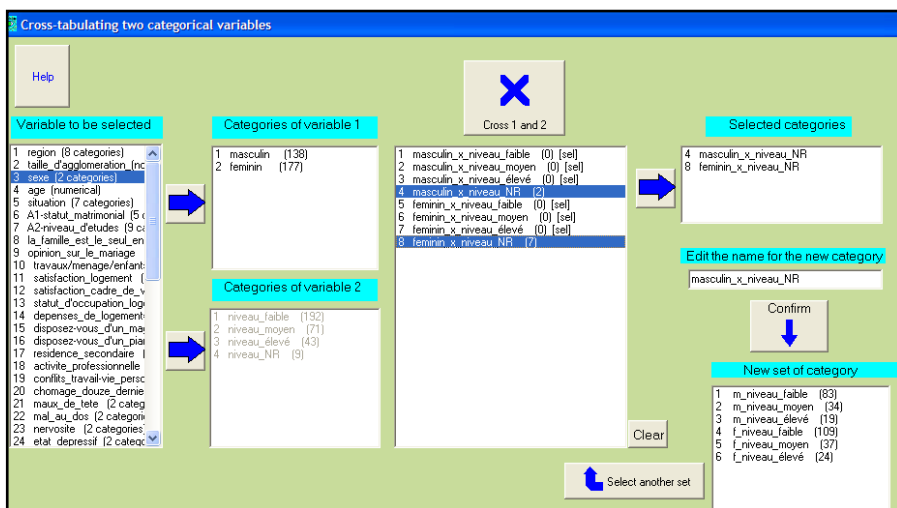 Cross-tabulating two categorical variables
Help
Cross 1 and 2
Variable to be selected
1 region (8 categories)
2 taille_d'agglomeration_(no
3 sexe (2 categories)
4 age (numerical)
5 situation (7 categories)
6 A1-statut_matrimonial (5 c
7 A2-niveau_d'etudes (9 ca
8 la_famille_est_le_seul_en
9 opinion_sur_le_mariage
10 travaux/menage/enfants
11 satisfaction_logement (
12 satisfaction_cadre_de_v
13 statut_d'occupation_log
14 depenses_de_logement
15 disposez-vous_d'un_mag
16 disposez-vous_d'un_pian
17 residence_secondaire (
18 activite_professionnelle
19 conflits_travail-vie_perso
20 chomage_douze_dernie
21 maux_de_tete (2 categ
22 mal_au_dos (2 categorie
23 nervosite (2 categories)
24 etat_depressif (2 catego
Categories of variable 1
1 masculin (138)
2 feminin (177)
Categories of variable 2
1 niveau_faible (192)
2 niveau_moyen (71)
3 niveau_élevé (43)
4 niveau_NR (9)
1 masculin_x_niveau_faible (0) [sel]
2 masculin_x_niveau_moyen (0) [sel]
3 masculin_x_niveau_élevé (0) [sel]
4 masculin_x_niveau_NR (2)
5 feminin_x_niveau_faible (0) [sel]
6 feminin_x_niveau_moyen (0) [sel]
7 feminin_x_niveau_élevé (0) [sel]
8 feminin_x_niveau_NR (7)
Clear
Selected categories
4 masculin_x_niveau_NR
8 feminin_x_niveau_NR
Edit the name for the new category
masculin_x_niveau_NR
Confirm
New set of category
1 m_niveau_faible (83)
2 m_niveau_moyen (34)
3 m_niveau_élevé (19)
4 f_niveau_faible (109)
5 f_niveau_moyen (37)
6 f_niveau_élevé (24)
Select another set